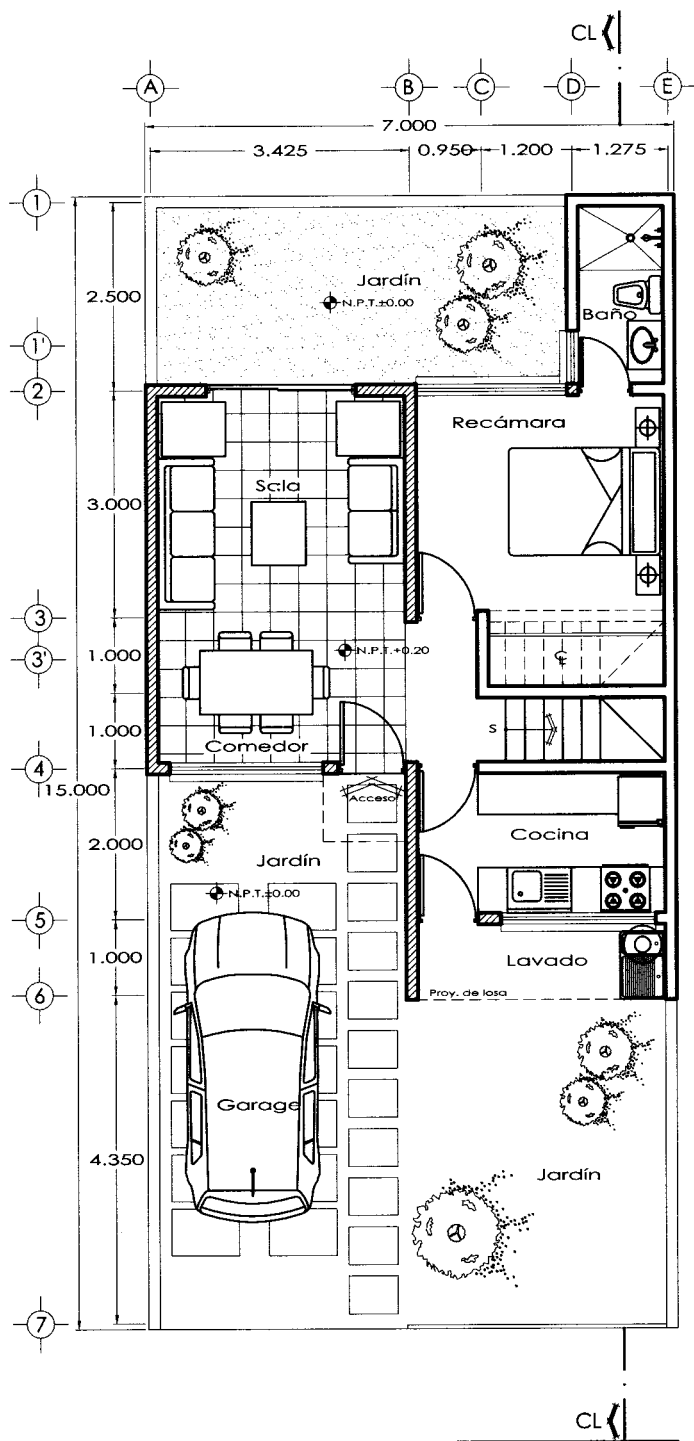 CL
A B C D E
7.000
3.425 0.950 1.200 1.275
1
2.500
Jardín
N.P.T.±0.00
Baño
1'
2
Recámara
Sala
3.000
3
N.P.T.+0.20
3'
1.000
1.000
S
Comedor
4
15.000
Acceso
Cocina
2.000
Jardín
N.P.T.±0.00
5
1.000
Lavado
6
Proy. de losa
Garage
4.350
Jardín
7
CL